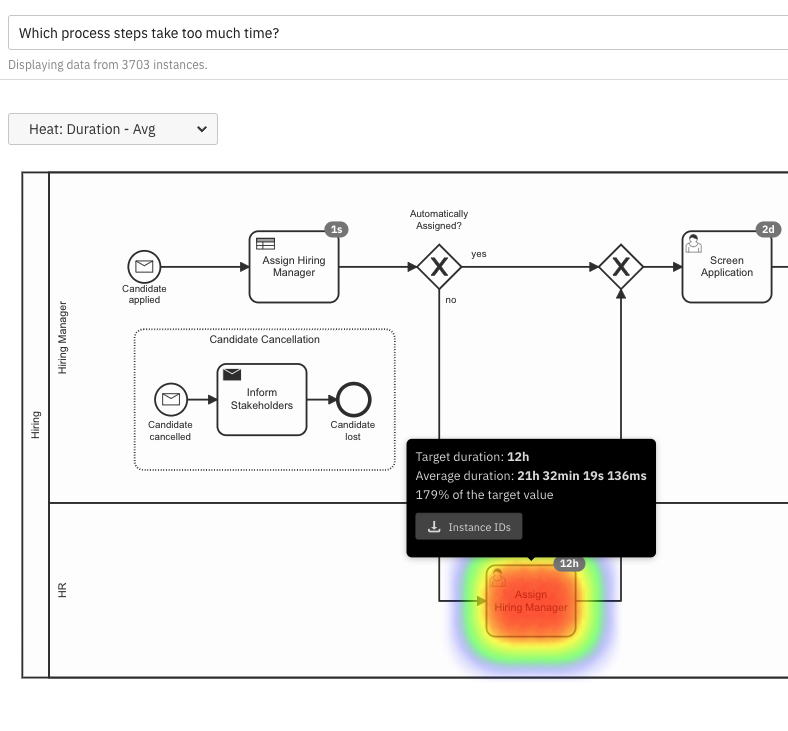 Which process steps take too much time?
Displaying data from 3703 instances.
Heat: Duration - Avg
Hiring
Hiring Manager
Candidate
applied
1s
Assign Hiring
Manager
Automatically
Assigned?
yes
no
2d
Screen
Application
Candidate Cancellation
Candidate
cancelled
Inform
Stakeholders
Candidate
lost
Target duration: 12h
Average duration: 21h 32min 19s 136ms
179% of the target value
Instance IDs
HR
12h
Assign
Hiring Manager